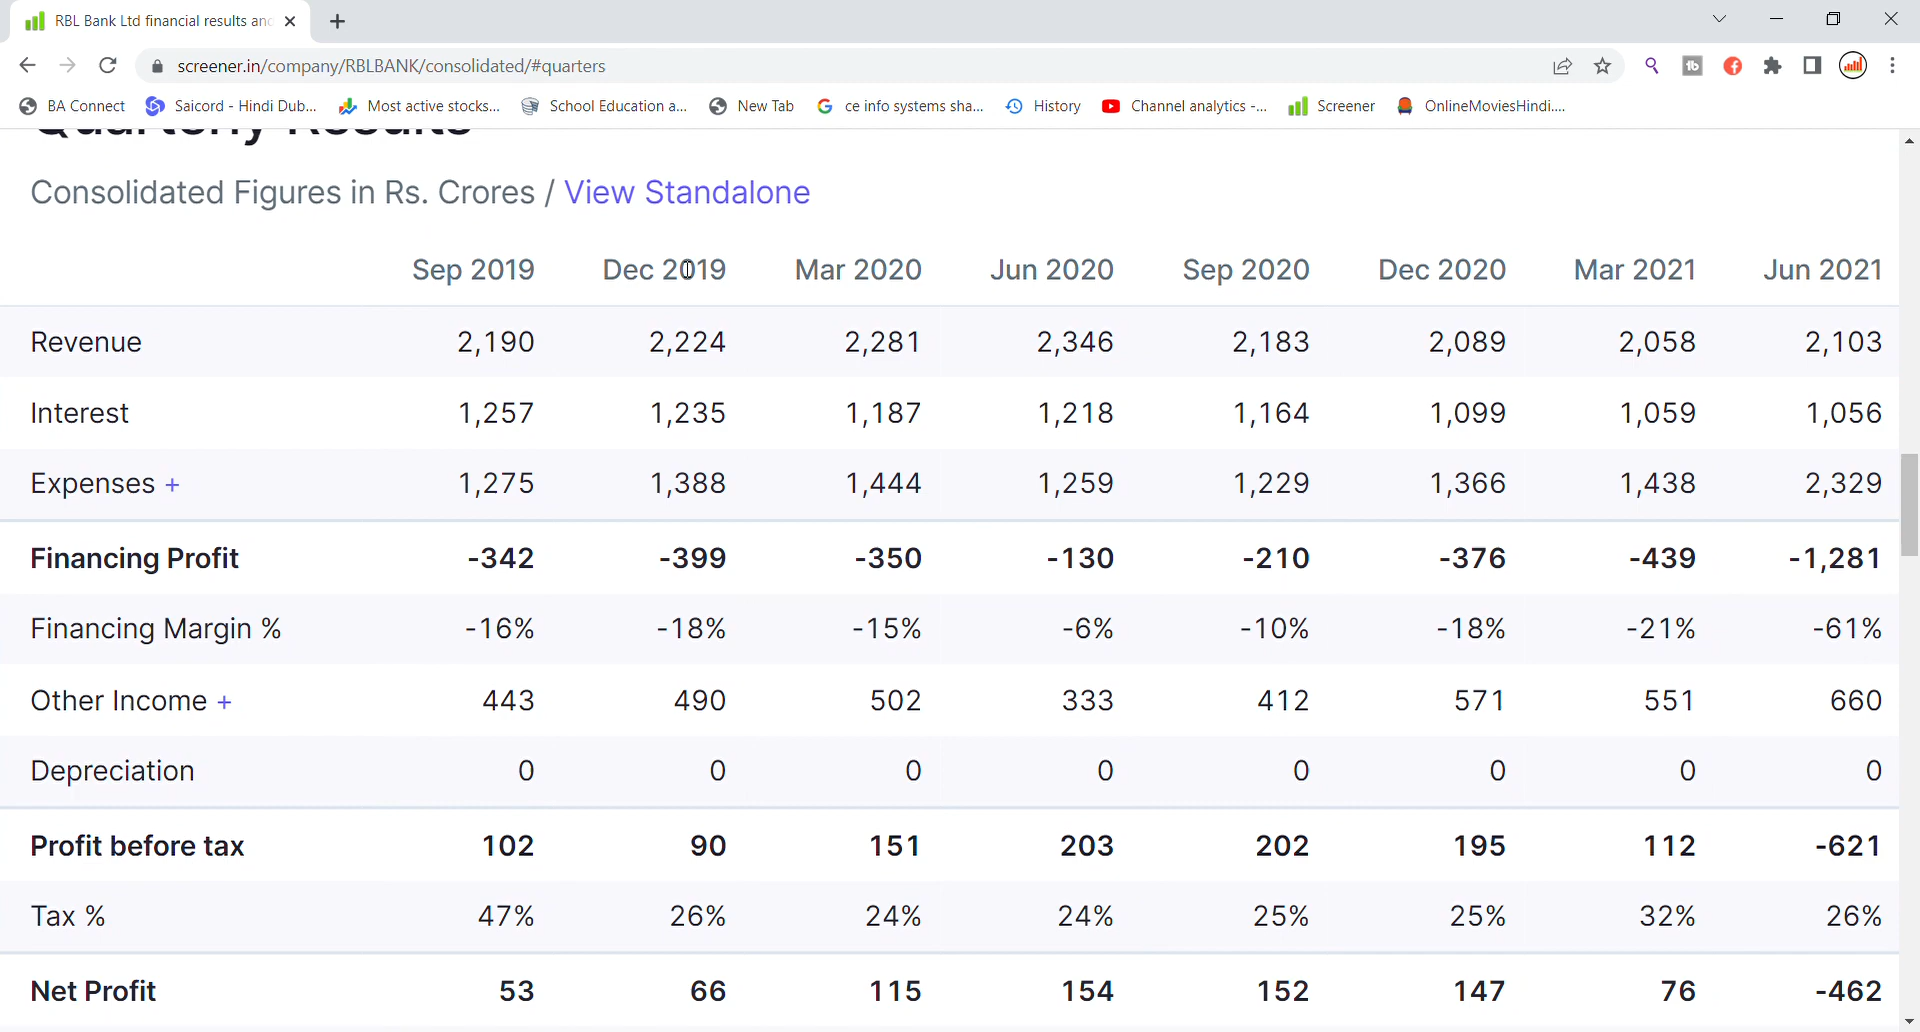 RBL Bank Ltd financial results and
screener.in/company/RBLBANK/consolidated/#quarters
BA Connect Saicord - Hindi Dub... Most active stocks... School Education a... New Tab ce info systems sha... History Channel analytics -... Screener OnlineMoviesHindi....
Quarterly Results
Consolidated Figures in Rs. Crores / View Standalone
Sep 2019 Dec 2019 Mar 2020 Jun 2020 Sep 2020 Dec 2020 Mar 2021 Jun 2021
Revenue 2,190 2,224 2,281 2,346 2,183 2,089 2,058 2,103
Interest 1,257 1,235 1,187 1,218 1,164 1,099 1,059 1,056
Expenses + 1,275 1,388 1,444 1,259 1,229 1,366 1,438 2,329
Financing Profit -342 -399 -350 -130 -210 -376 -439 -1,281
Financing Margin % -16% -18% -15% -6% -10% -18% -21% -61%
Other Income + 443 490 502 333 412 571 551 660
Depreciation 0 0 0 0 0 0 0 0
Profit before tax 102 90 151 203 202 195 112 -621
Tax % 47% 26% 24% 24% 25% 25% 32% 26%
Net Profit 53 66 115 154 152 147 76 -462